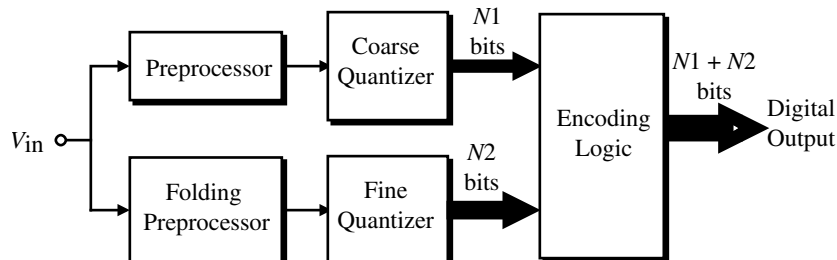 Preprocessor
Coarse
Quantizer
N1
bits
Vin
Folding
Preprocessor
Fine
Quantizer
N2
bits
Encoding
Logic
N1 + N2
bits
Digital
Output